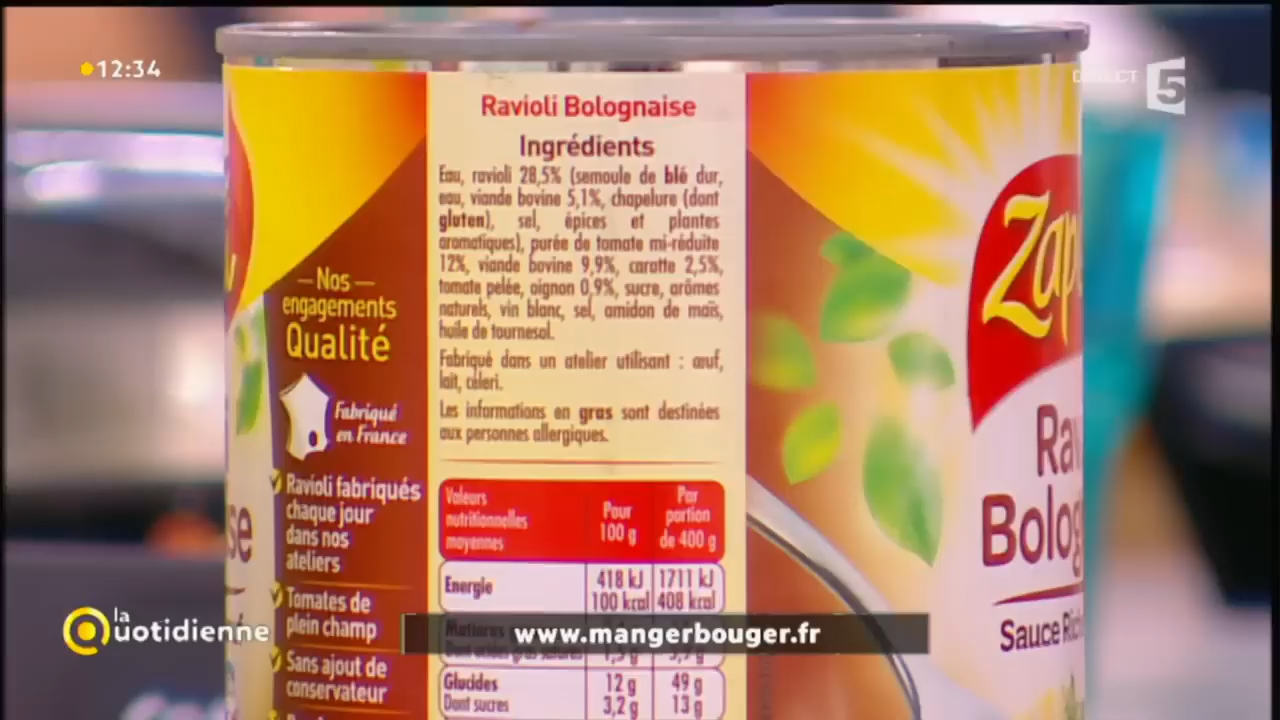 12:34
DIRECT 5
Ravioli Bolognaise
Ingrédients
Eau, ravioli 28,5% (semoule de blé dur,
eau, viande bovine 5,1%, chapelure (dont
gluten), sel, épices et plantes
aromatiques), purée de tomate mi-réduite
12%, viande bovine 9,9%, carotte 2,5%,
tomate pelée, oignon 0,9%, sucre, arômes
naturels, vin blanc, sel, amidon de maïs,
huile de tournesol.
Fabriqué dans un atelier utilisant : œuf,
lait, céleri.
Les informations en gras sont destinées
aux personnes allergiques.
Valeurs
nutritionnelles
moyennes
Pour
100 g
Par
portion
de 400 g
Energie
418 kJ 1711 kJ
100 kcal 408 kcal
Matières
Glucides 12 g 49 g
Dont sucres 3,2 g 13 g
Nos
engagements
Qualité
Fabriqué
en France
Ravioli fabriqués
chaque jour
dans nos
ateliers
Tomates de
plein champ
Sans ajout de
conservateur
se
Zap
Rav
Bolog
Sauce Rich
la
Quotidienne
www.mangerbouger.fr